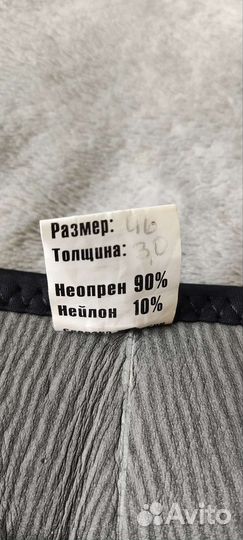 Размер: 46
Толщина: 3,0
Неопрен 90%
Нейлон 10%
Avito